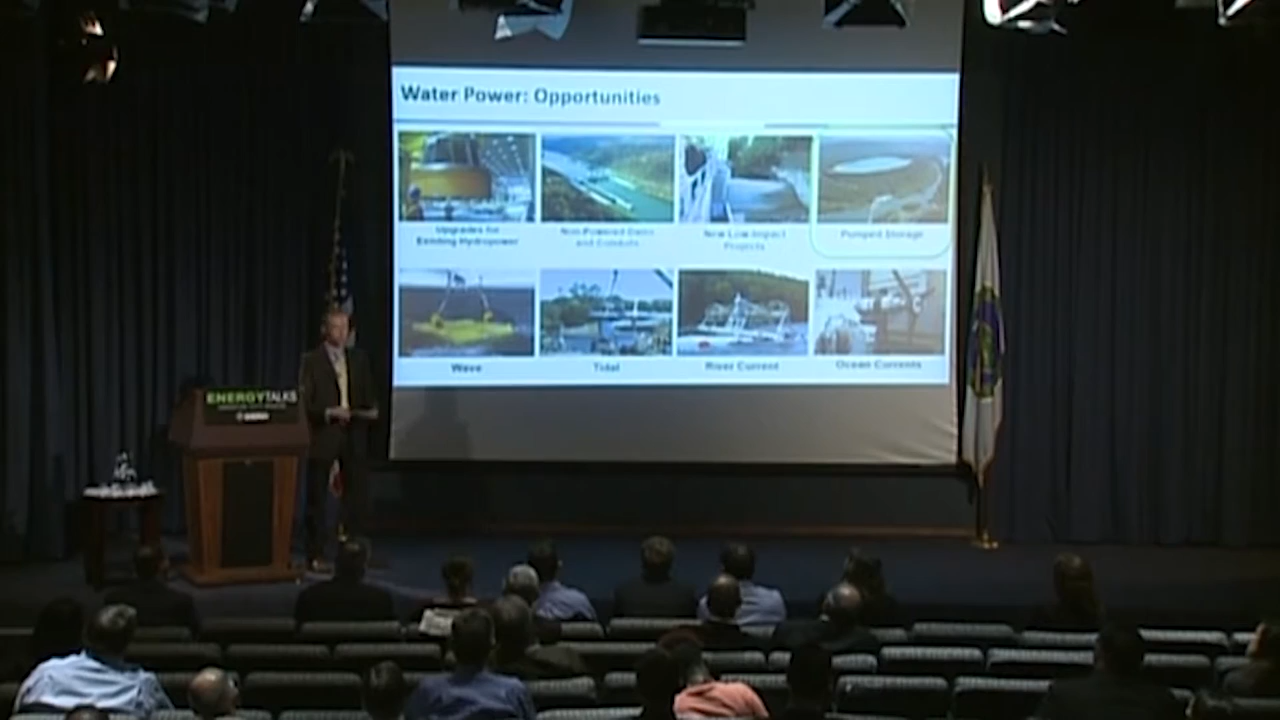 Water Power: Opportunities
Upgrades for
Existing Hydropower
Non-Powered Dams
and Conduits
New Low-Impact
Projects
Pumped Storage
Wave
Tidal
River Current
Ocean Currents
ENERGYTALKS